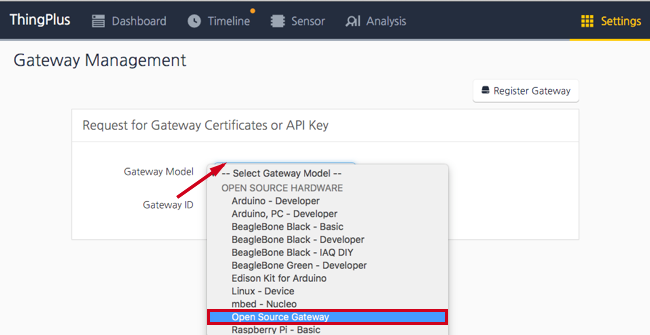 ThingPlus Dashboard Timeline Sensor Analysis Settings
Gateway Management
Register Gateway
Request for Gateway Certificates or API Key
Gateway Model
-- Select Gateway Model --
OPEN SOURCE HARDWARE
Gateway ID
Arduino - Developer
Arduino, PC - Developer
BeagleBone Black - Basic
BeagleBone Black - Developer
BeagleBone Black - IAQ DIY
BeagleBone Green - Developer
Edison Kit for Arduino
Linux - Device
mbed - Nucleo
Open Source Gateway
Raspberry Pi - Basic